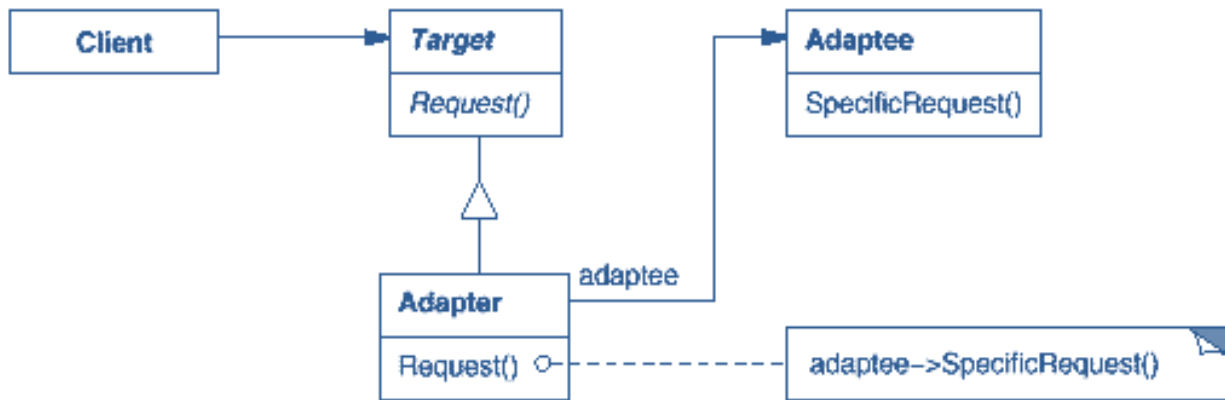 Client
Target
Request()
Adaptee
SpecificRequest()
adaptee
Adapter
Request()
adaptee->SpecificRequest()